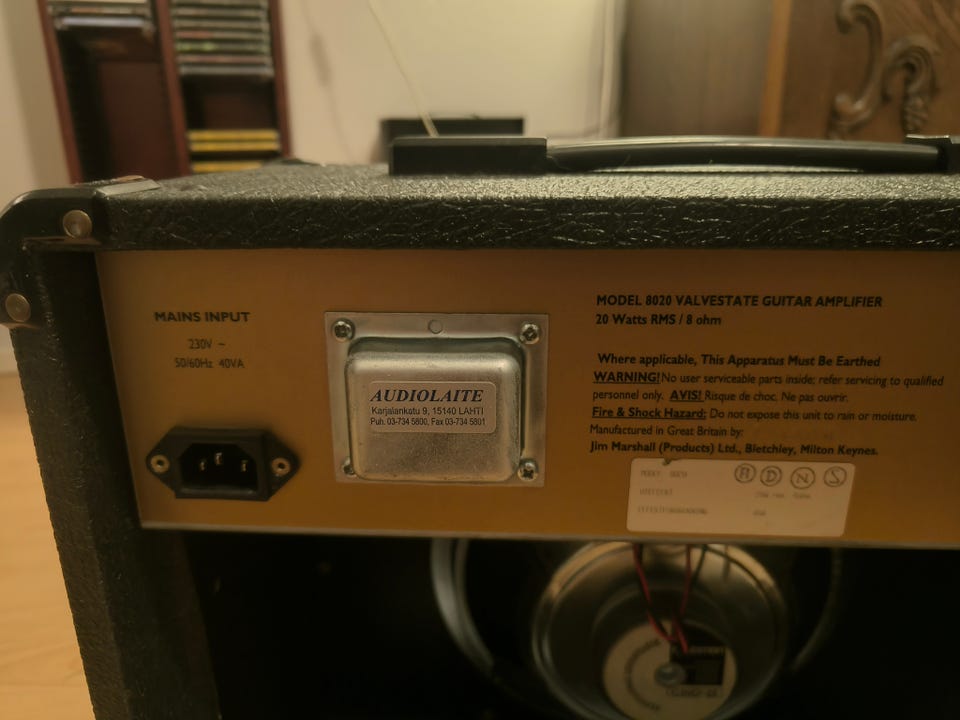 MAINS INPUT
230V ~
50/60Hz 40VA
AUDIOLAITE
Karjalankatu 9, 15140 LAHTI
Puh. 03-734 5800, Fax 03-734 5801
MODEL 8020 VALVESTATE GUITAR AMPLIFIER
20 Watts RMS / 8 ohm
Where applicable, This Apparatus Must Be Earthed
WARNING! No user serviceable parts inside; refer servicing to qualified
personnel only. AVIS! Risque de choc. Ne pas ouvrir.
Fire & Shock Hazard: Do not expose this unit to rain or moisture.
Manufactured in Great Britain by:
Jim Marshall (Products) Ltd., Bletchley, Milton Keynes.
D N S